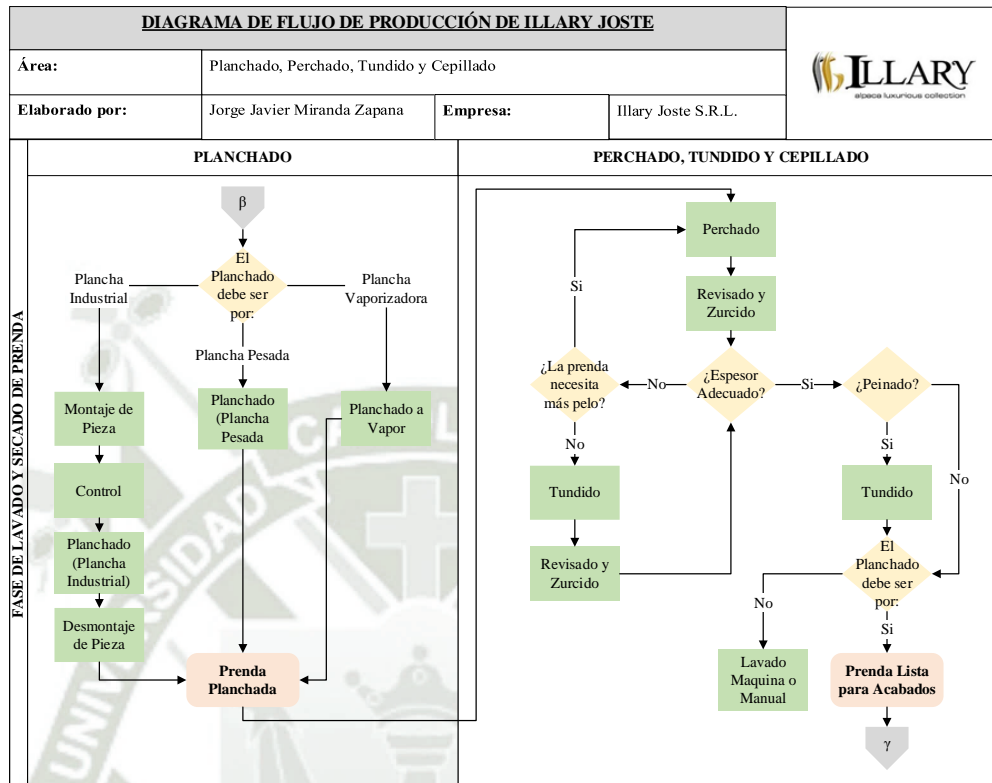 DIAGRAMA DE FLUJO DE PRODUCCIÓN DE ILLARY JOSTE
Área:
Planchado, Perchado, Tundido y Cepillado
ILLARY
alpaca luxurious collection
Elaborado por:
Jorge Javier Miranda Zapana
Empresa:
Illary Joste S.R.L.
FASE DE LAVADO Y SECADO DE PRENDA
PLANCHADO
β
El
Planchado
debe ser
por:
Plancha
Industrial
Plancha
Vaporizadora
Plancha Pesada
Montaje de
Pieza
Planchado
(Plancha
Pesada
Planchado a
Vapor
Control
Planchado
(Plancha
Industrial)
Desmontaje
de Pieza
Prenda
Planchada
PERCHADO, TUNDIDO Y CEPILLADO
Perchado
Si
Revisado y
Zurcido
¿La prenda
necesita
más pelo?
No
¿Espesor
Adecuado?
Si
¿Peinado?
No
Si
No
Tundido
Tundido
Revisado y
Zurcido
El
Planchado
debe ser
por:
No
Si
Lavado
Maquina o
Manual
Prenda Lista
para Acabados
γ
UNIVERSIDAD CATOL